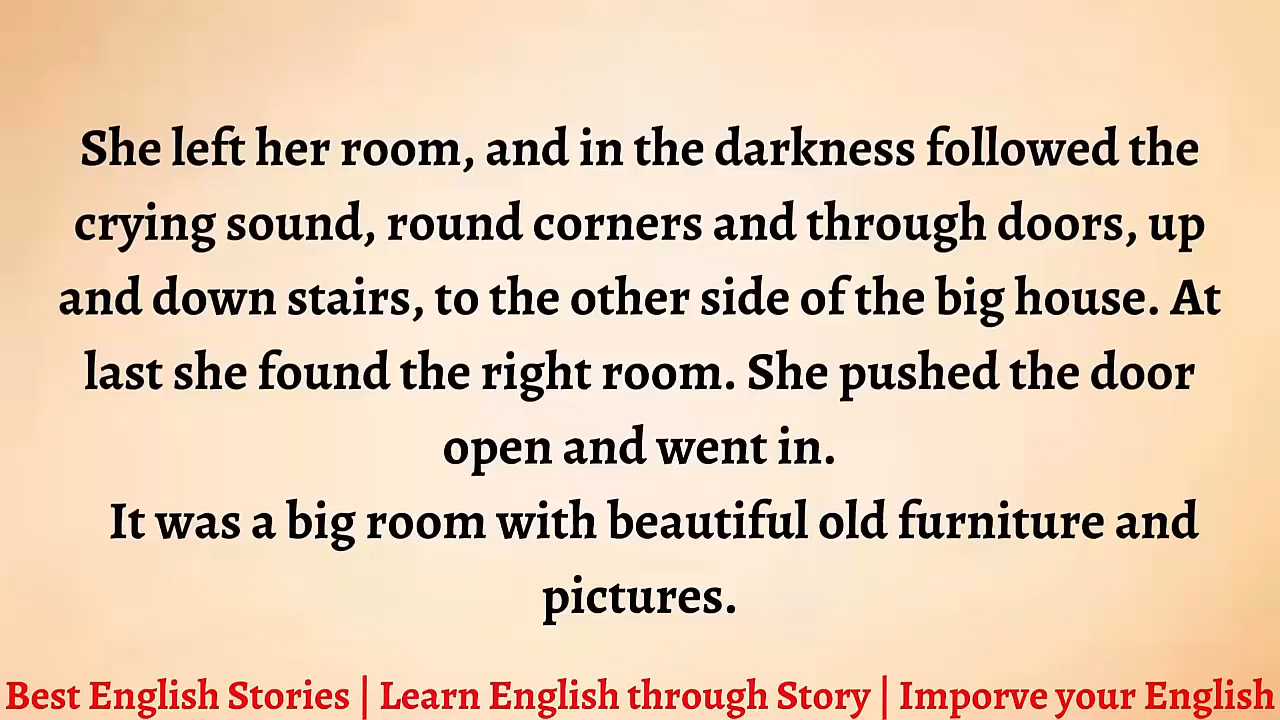 She left her room, and in the darkness followed the
crying sound, round corners and through doors, up
and down stairs, to the other side of the big house. At
last she found the right room. She pushed the door
open and went in.
It was a big room with beautiful old furniture and
pictures.
Best English Stories | Learn English through Story | Imporve your English